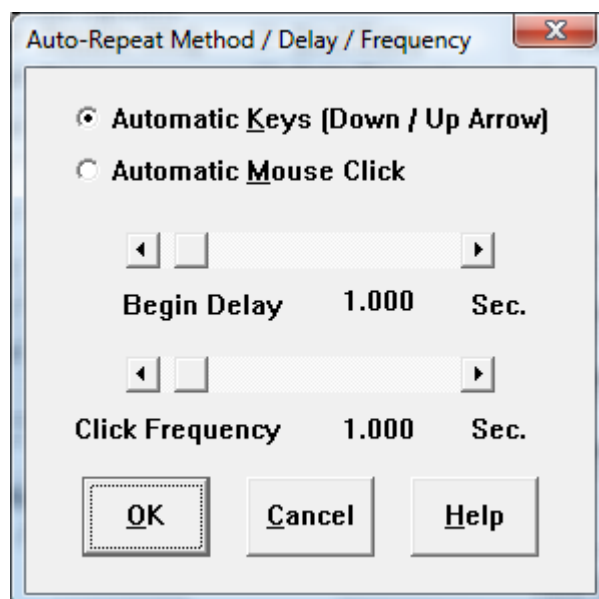 Auto-Repeat Method / Delay / Frequency
Automatic Keys (Down / Up Arrow)
Automatic Mouse Click
Begin Delay 1.000 Sec.
Click Frequency 1.000 Sec.
OK Cancel Help